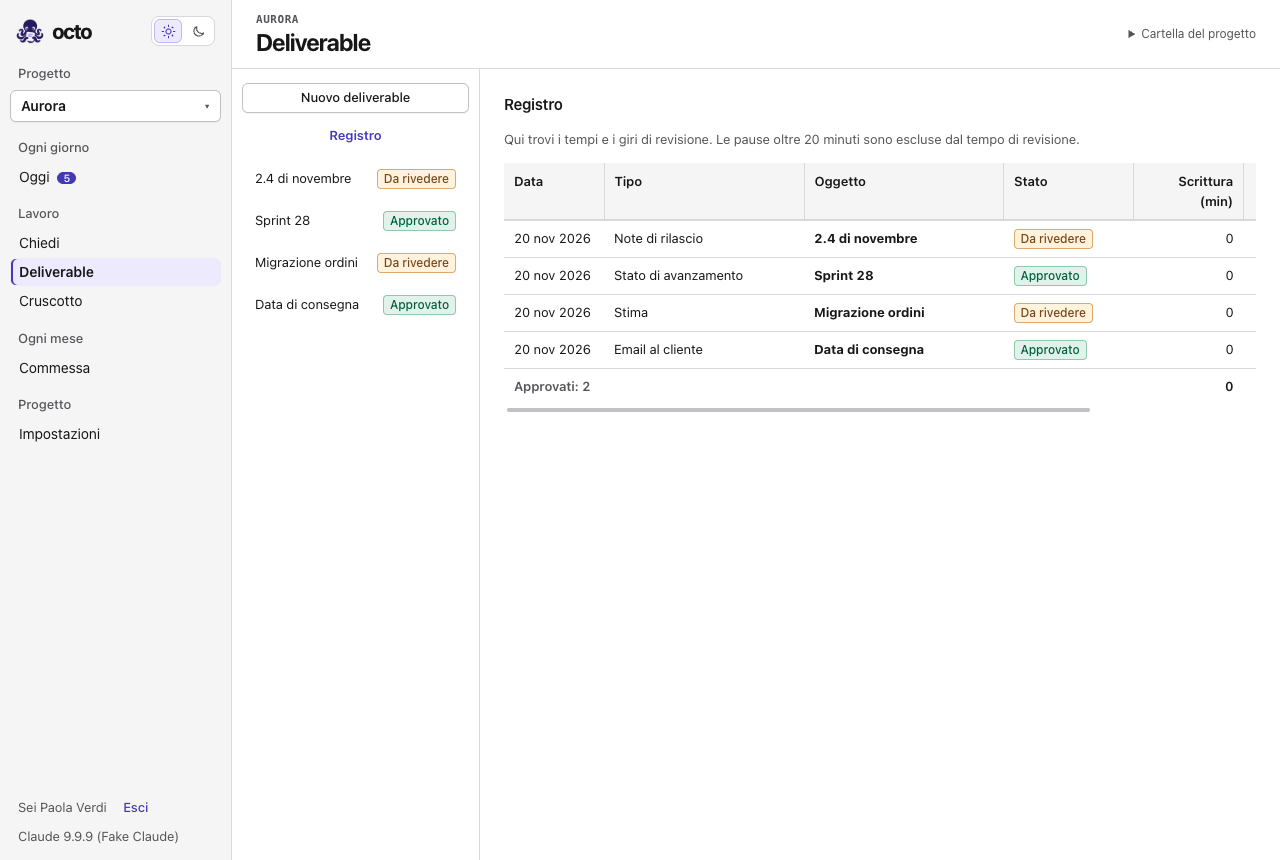 octo
Progetto
Aurora
Ogni giorno
Oggi 5
Lavoro
Chiedi
Deliverable
Cruscotto
Ogni mese
Commessa
Progetto
Impostazioni
Sei Paola Verdi Esci
Claude 9.9.9 (Fake Claude)
AURORA
Deliverable
Cartella del progetto
Nuovo deliverable
Registro
2.4 di novembre Da rivedere
Sprint 28 Approvato
Migrazione ordini Da rivedere
Data di consegna Approvato
Registro
Qui trovi i tempi e i giri di revisione. Le pause oltre 20 minuti sono escluse dal tempo di revisione.
Data Tipo Oggetto Stato Scrittura
(min)
20 nov 2026 Note di rilascio 2.4 di novembre Da rivedere 0
20 nov 2026 Stato di avanzamento Sprint 28 Approvato 0
20 nov 2026 Stima Migrazione ordini Da rivedere 0
20 nov 2026 Email al cliente Data di consegna Approvato 0
Approvati: 2 0